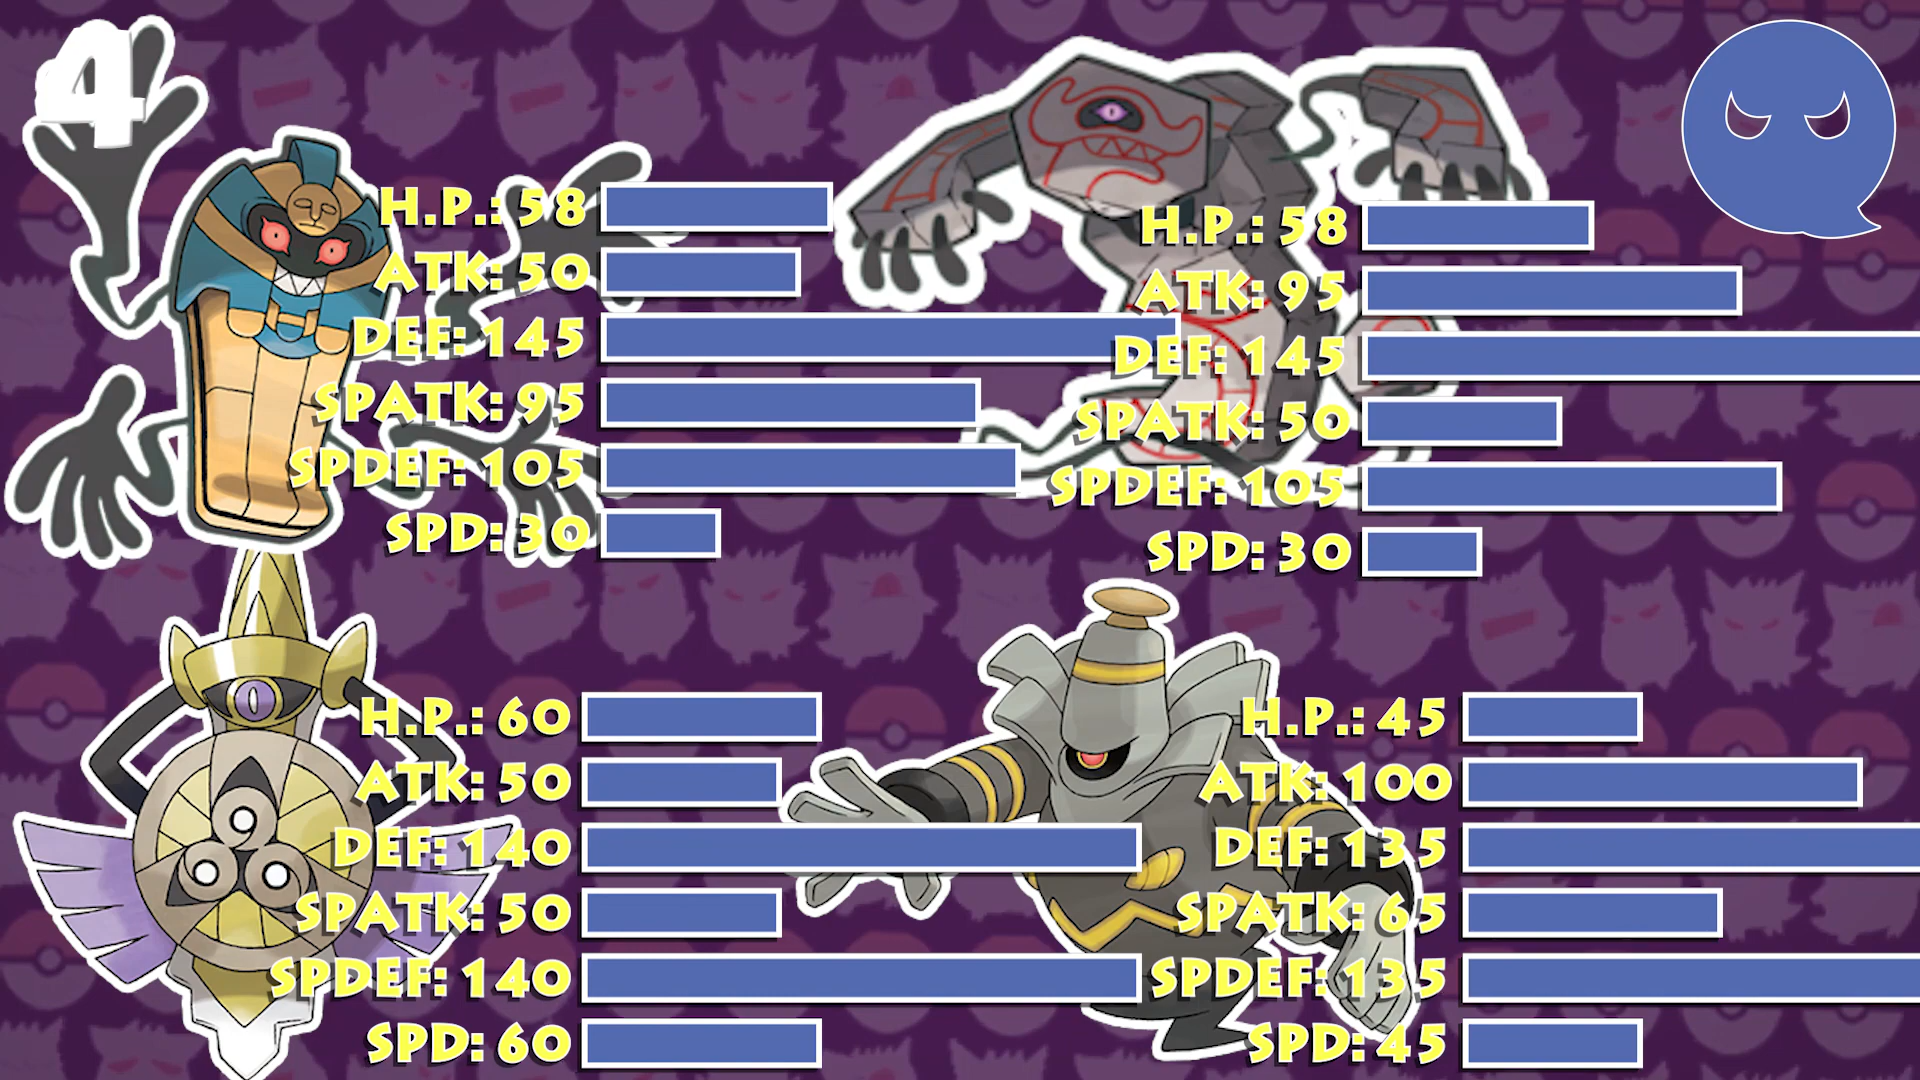 4
H.P.: 58
ATK: 50
DEF: 145
SPATK: 95
SPDEF: 105
SPD: 30
H.P.: 58
ATK: 95
DEF: 145
SPATK: 50
SPDEF: 105
SPD: 30
H.P.: 60
ATK: 50
DEF: 140
SPATK: 50
SPDEF: 140
SPD: 60
H.P.: 45
ATK: 100
DEF: 135
SPATK: 65
SPDEF: 135
SPD: 45